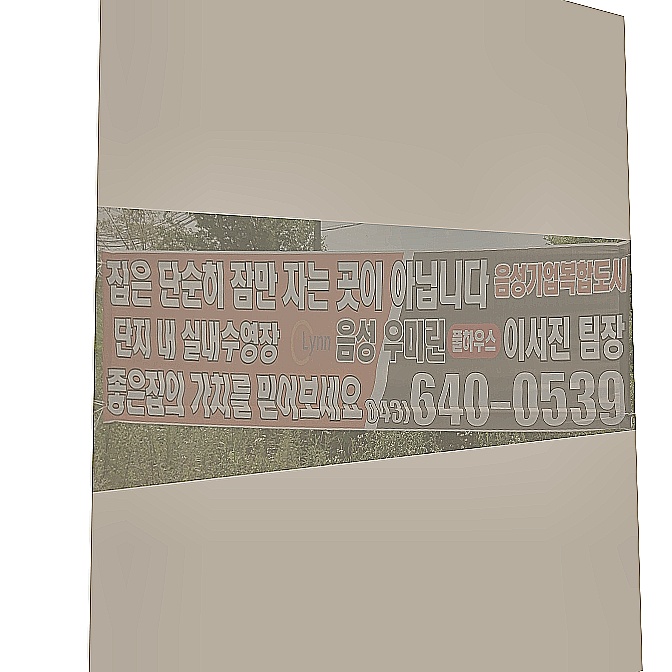 집은 단순히 잠만 자는 곳이 아닙니다 음성기업복합도시
단지 내 실내수영장 Lynn 음성 우미린 풀하우스 이서진 팀장
좋은집의 가치를 믿어보세요 043)640-0539